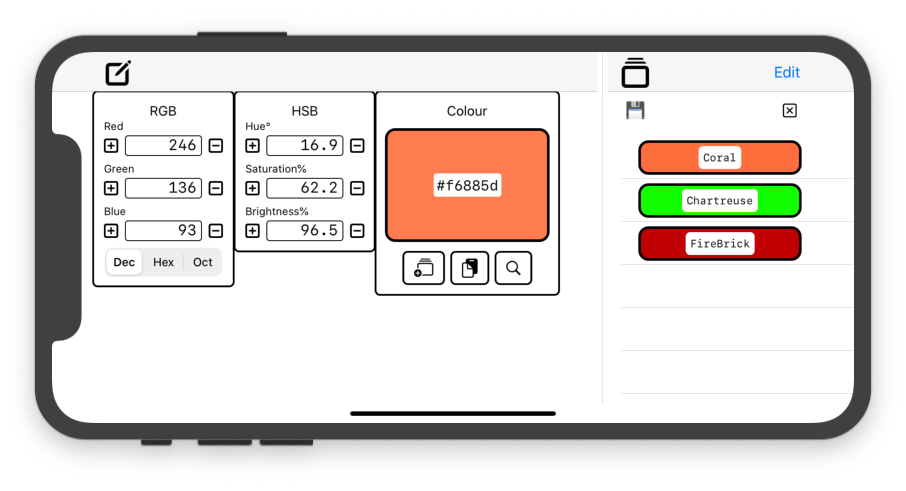 Edit
RGB
Red
246
Green
136
Blue
93
Dec Hex Oct
HSB
Hue°
16.9
Saturation%
62.2
Brightness%
96.5
Colour
#f6885d
Coral
Chartreuse
FireBrick